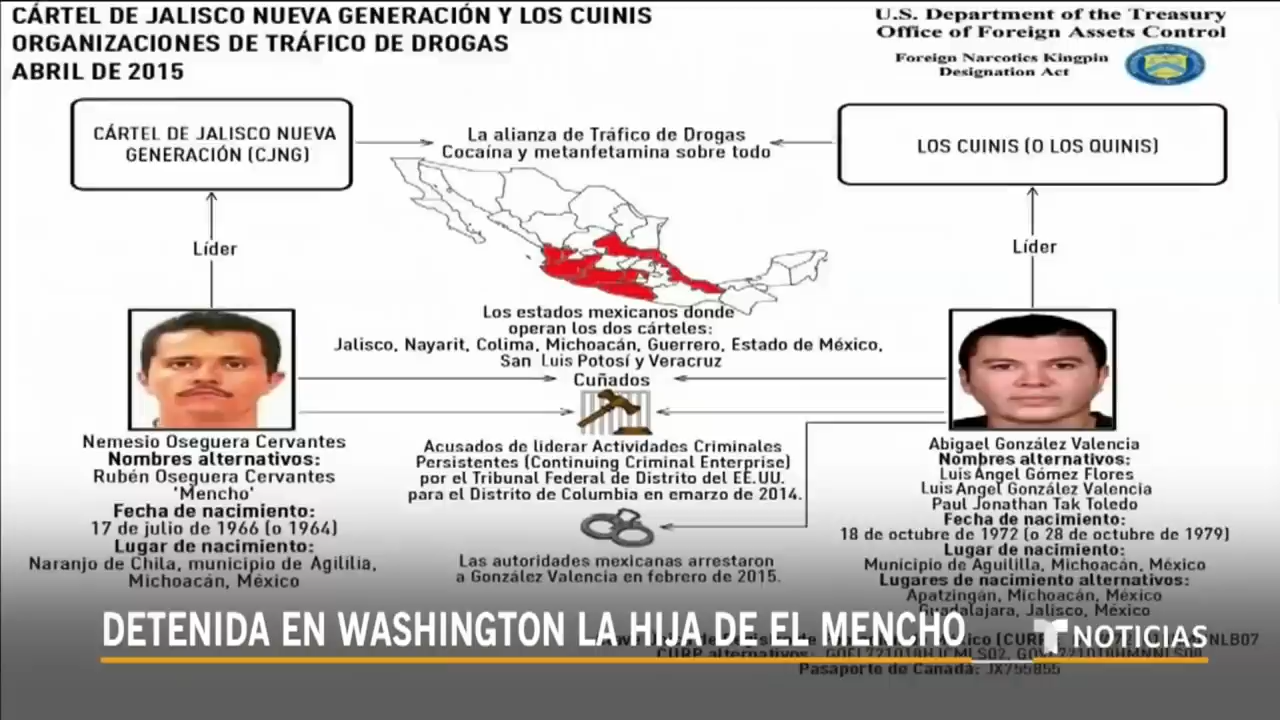 CÁRTEL DE JALISCO NUEVA GENERACIÓN Y LOS CUINIS
ORGANIZACIONES DE TRÁFICO DE DROGAS
ABRIL DE 2015
U.S. Department of the Treasury
Office of Foreign Assets Control
Foreign Narcotics Kingpin
Designation Act
CÁRTEL DE JALISCO NUEVA
GENERACIÓN (CJNG)
La alianza de Tráfico de Drogas
Cocaína y metanfetamina sobre todo
LOS CUINIS (O LOS QUINIS)
Líder
Líder
Los estados mexicanos donde
operan los dos cárteles:
Jalisco, Nayarit, Colima, Michoacán, Guerrero, Estado de México,
San Luis Potosí y Veracruz
Cuñados
Acusados de liderar Actividades Criminales
Persistentes (Continuing Criminal Enterprise)
por el Tribunal Federal de Distrito del EE.UU.
para el Distrito de Columbia en emarzo de 2014.
Las autoridades mexicanas arrestaron
a González Valencia en febrero de 2015.
Nemesio Oseguera Cervantes
Nombres alternativos:
Rubén Oseguera Cervantes
'Mencho'
Fecha de nacimiento:
17 de julio de 1966 (o 1964)
Lugar de nacimiento:
Naranjo de Chila, municipio de Agililia,
Michoacán, México
Abigael González Valencia
Nombres alternativos:
Luis Ángel Gómez Flores
Luis Angel González Valencia
Paul Jonathan Tak Toledo
Fecha de nacimiento:
18 de octubre de 1972 (o 28 de octubre de 1979)
Lugar de nacimiento:
Municipio de Aguililla, Michoacán, México
Lugares de nacimiento alternativos:
Apatzingán, Michoacán, México
Guadalajara, Jalisco, México
CURP alternativos:
Pasaporte de Canadá: JX755855
DETENIDA EN WASHINGTON LA HIJA DE EL MENCHO
NOTICIAS